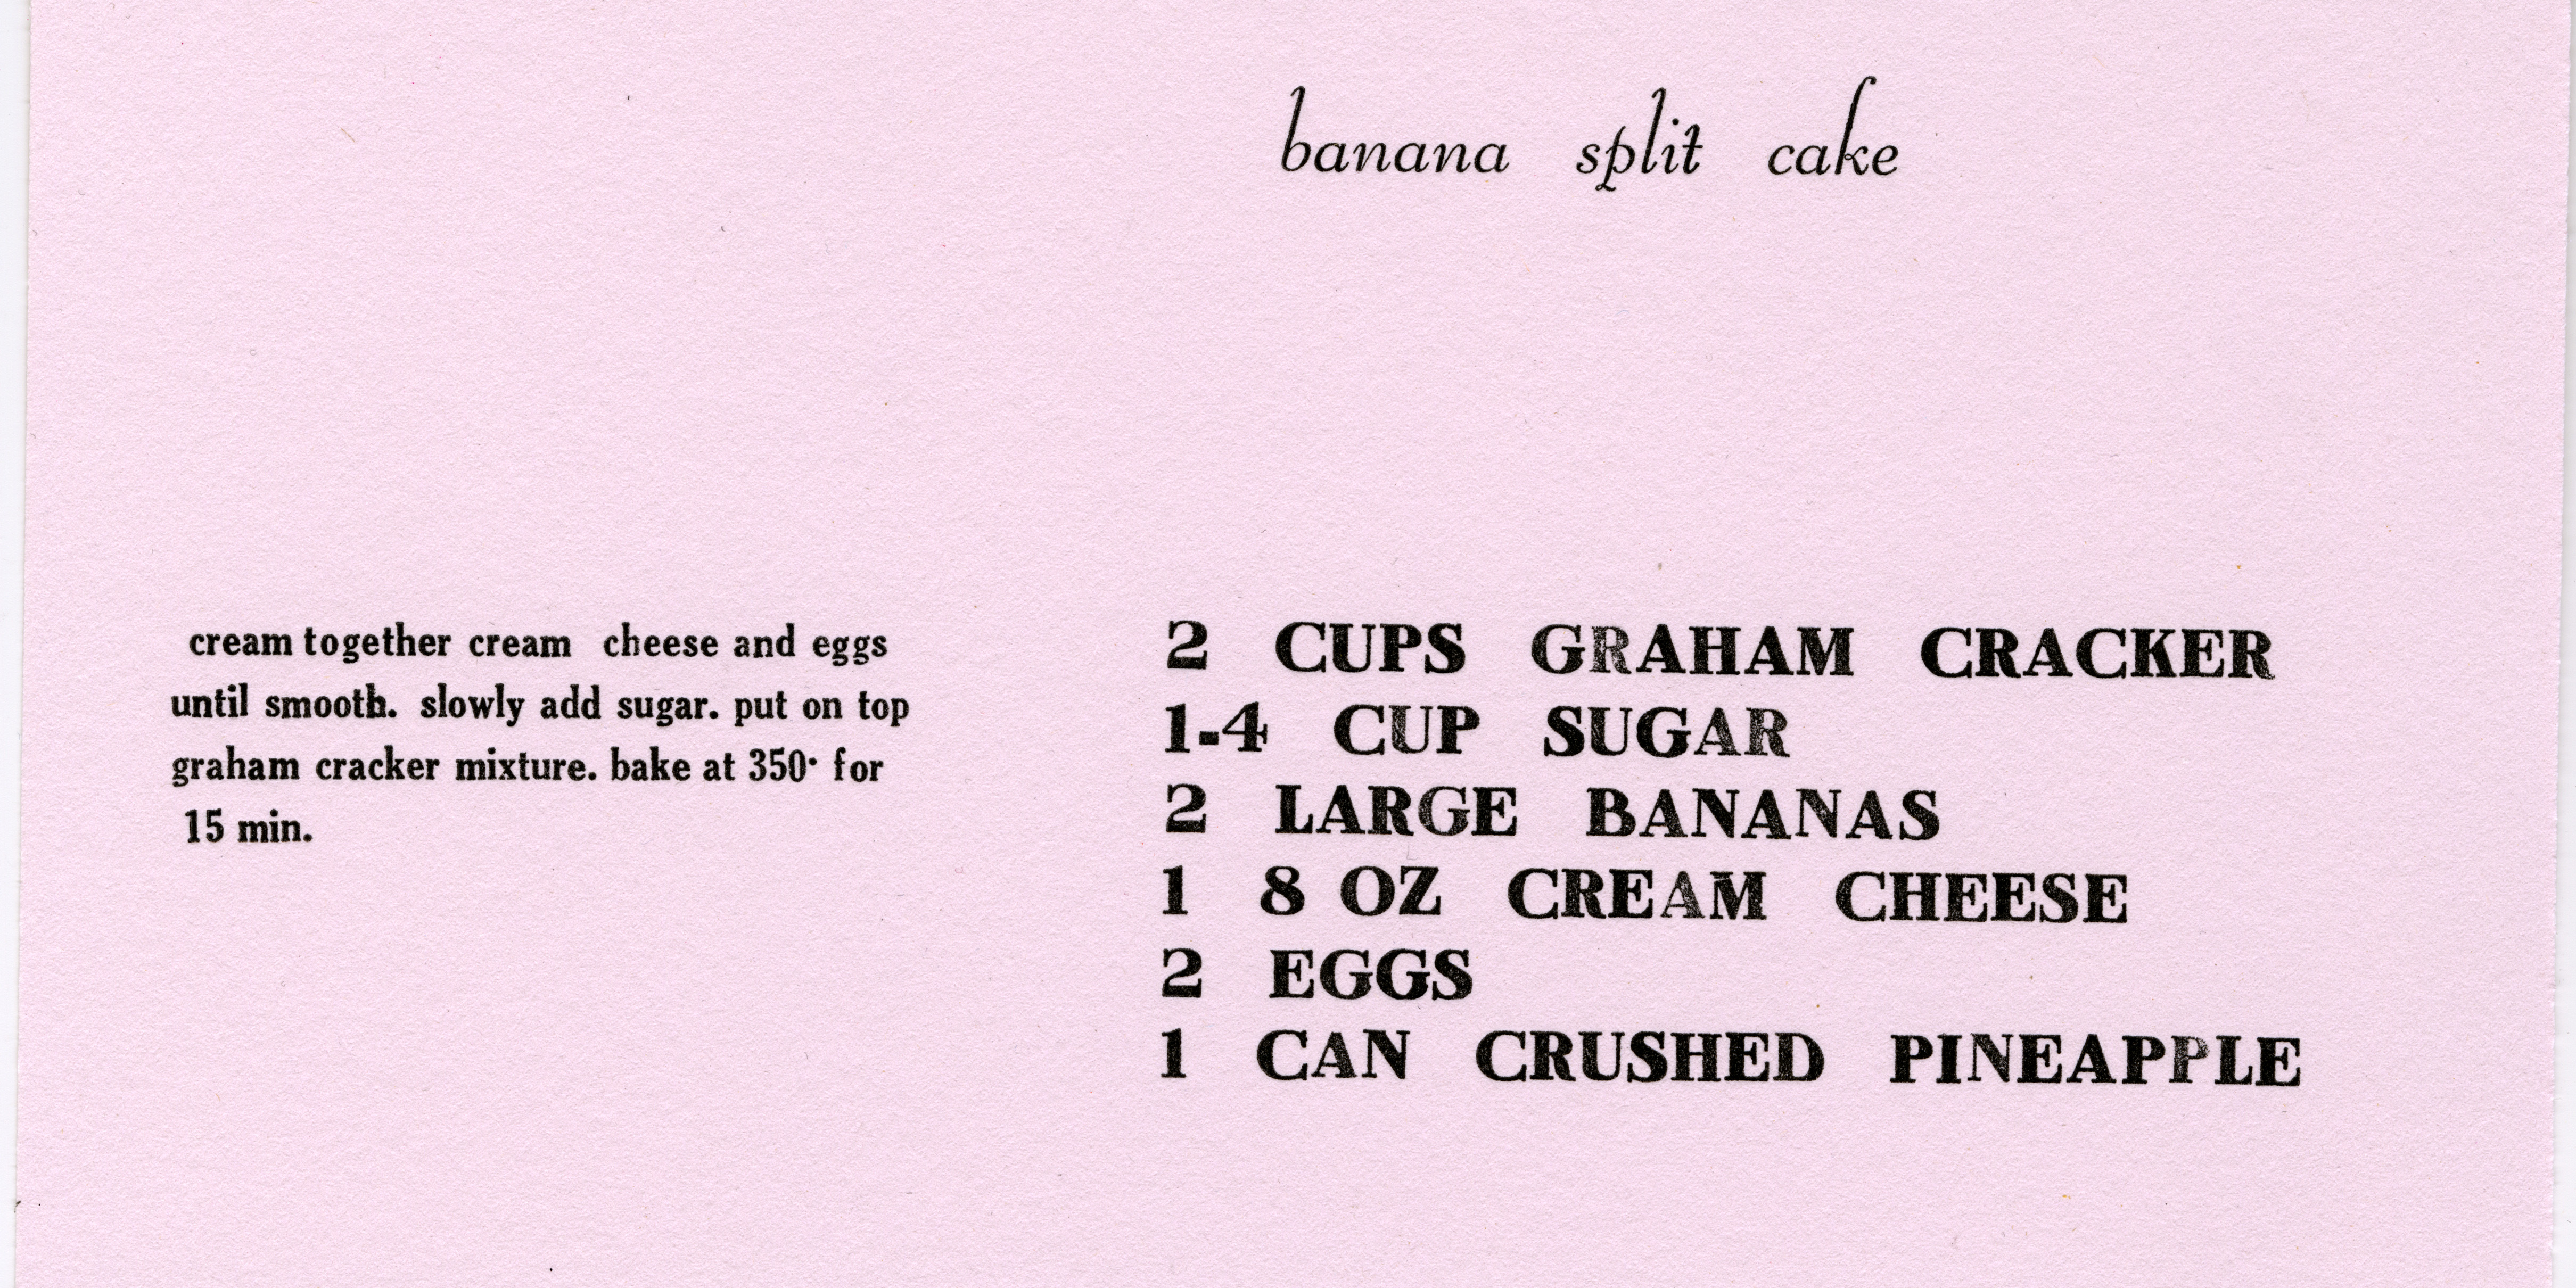 banana split cake
cream together cream cheese and eggs
until smooth. slowly add sugar. put on top
graham cracker mixture. bake at 350· for
15 min.
2 CUPS GRAHAM CRACKER
1-4 CUP SUGAR
2 LARGE BANANAS
1 8 OZ CREAM CHEESE
2 EGGS
1 CAN CRUSHED PINEAPPLE